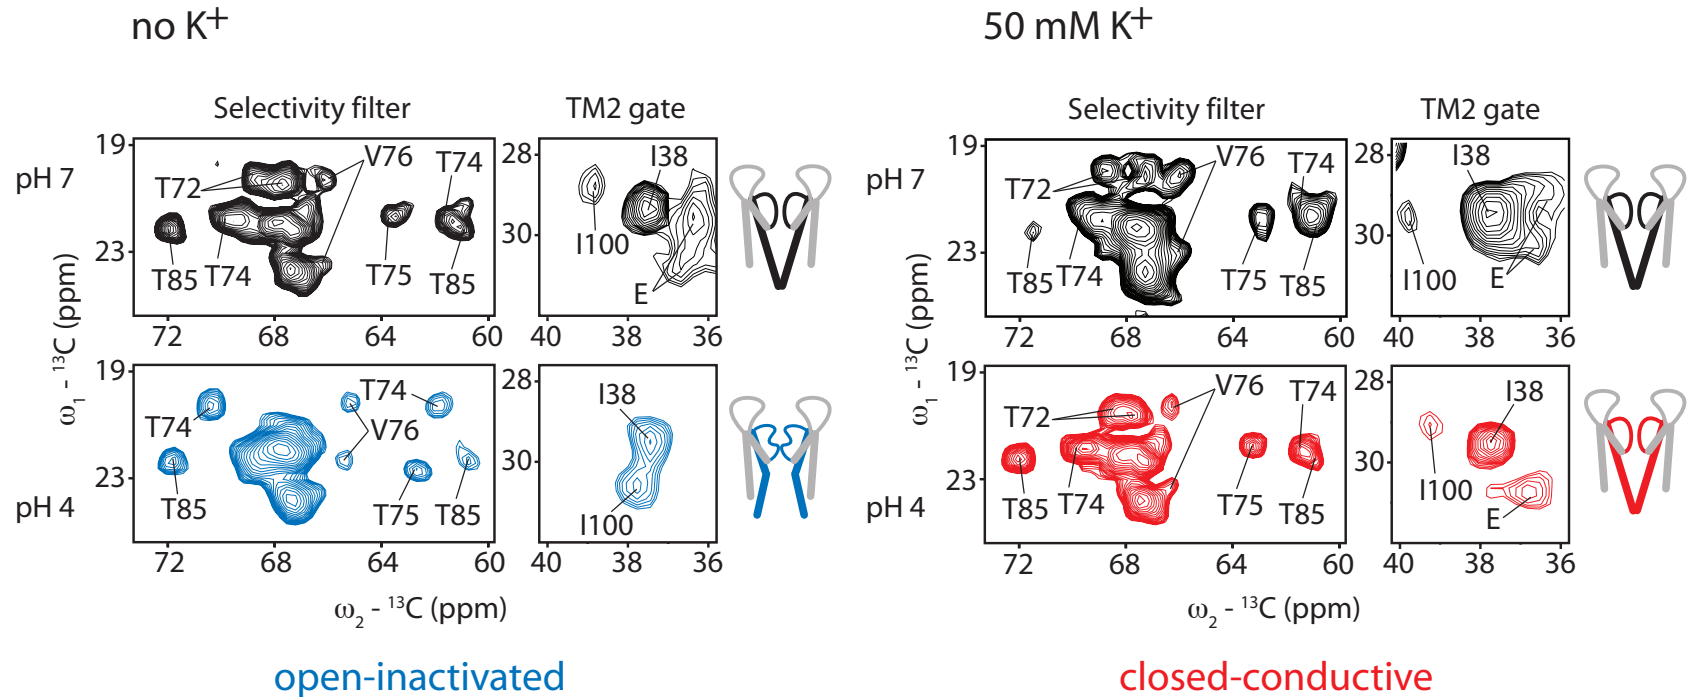 no K+
50 mM K+
Selectivity filter
TM2 gate
Selectivity filter
TM2 gate
pH 7
19
23
T72
V76
T74
T85
T74
T75
T85
72
68
64
60
28
30
I38
I100
E
40
38
36
pH 7
19
23
T72
V76
T74
T85
T74
T75
T85
72
68
64
60
28
30
I38
I100
E
40
38
36
ω1 - 13C (ppm)
ω1 - 13C (ppm)
pH 4
19
23
T74
T74
V76
T85
T75
T85
72
68
64
60
28
30
I38
I100
40
38
36
pH 4
19
23
T72
V76
T74
T85
T74
T75
T85
72
68
64
60
28
30
I38
I100
E
40
38
36
ω2 - 13C (ppm)
ω2 - 13C (ppm)
open-inactivated
closed-conductive